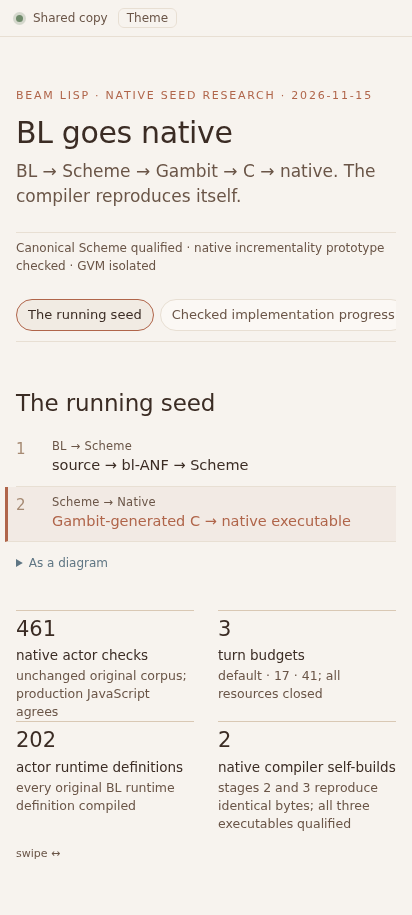 Shared copy
Theme
BEAM LISP · NATIVE SEED RESEARCH · 2026-11-15
BL goes native
BL → Scheme → Gambit → C → native. The
compiler reproduces itself.
Canonical Scheme qualified · native incrementality prototype
checked · GVM isolated
The running seed
Checked implementation progress
The running seed
1
BL → Scheme
source → bl-ANF → Scheme
2
Scheme → Native
Gambit-generated C → native executable
▶ As a diagram
461
native actor checks
unchanged original corpus;
production JavaScript
agrees
3
turn budgets
default · 17 · 41; all
resources closed
202
actor runtime definitions
every original BL runtime
definition compiled
2
native compiler self-builds
stages 2 and 3 reproduce
identical bytes; all three
executables qualified
swipe ↔